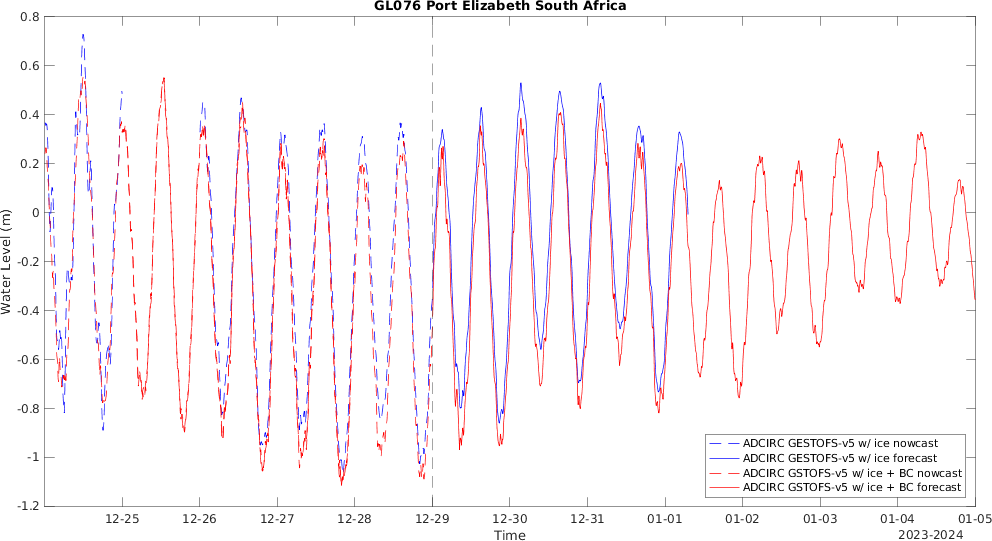 GL076 Port Elizabeth South Africa
0.8
0.6
0.4
0.2
0
-0.2
-0.4
-0.6
-0.8
-1
-1.2
Water Level (m)
ADCIRC GESTOFS-v5 w/ ice nowcast
ADCIRC GESTOFS-v5 w/ ice forecast
ADCIRC GSTOFS-v5 w/ ice + BC nowcast
ADCIRC GSTOFS-v5 w/ ice + BC forecast
12-25 12-26 12-27 12-28 12-29 12-30 12-31 01-01 01-02 01-03 01-04 01-05
Time
2023-2024